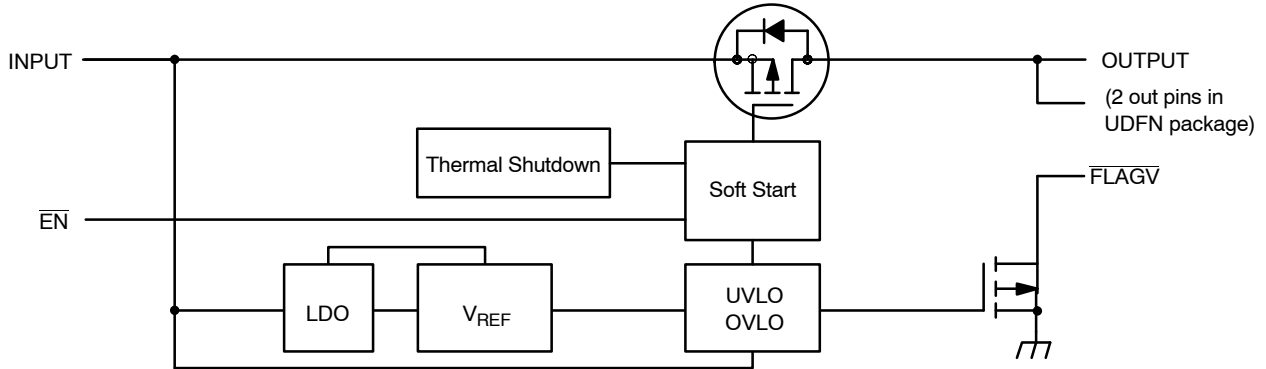 INPUT
OUTPUT
(2 out pins in
UDFN package)
Thermal Shutdown
Soft Start
FLAGV
EN
LDO
VREF
UVLO
OVLO